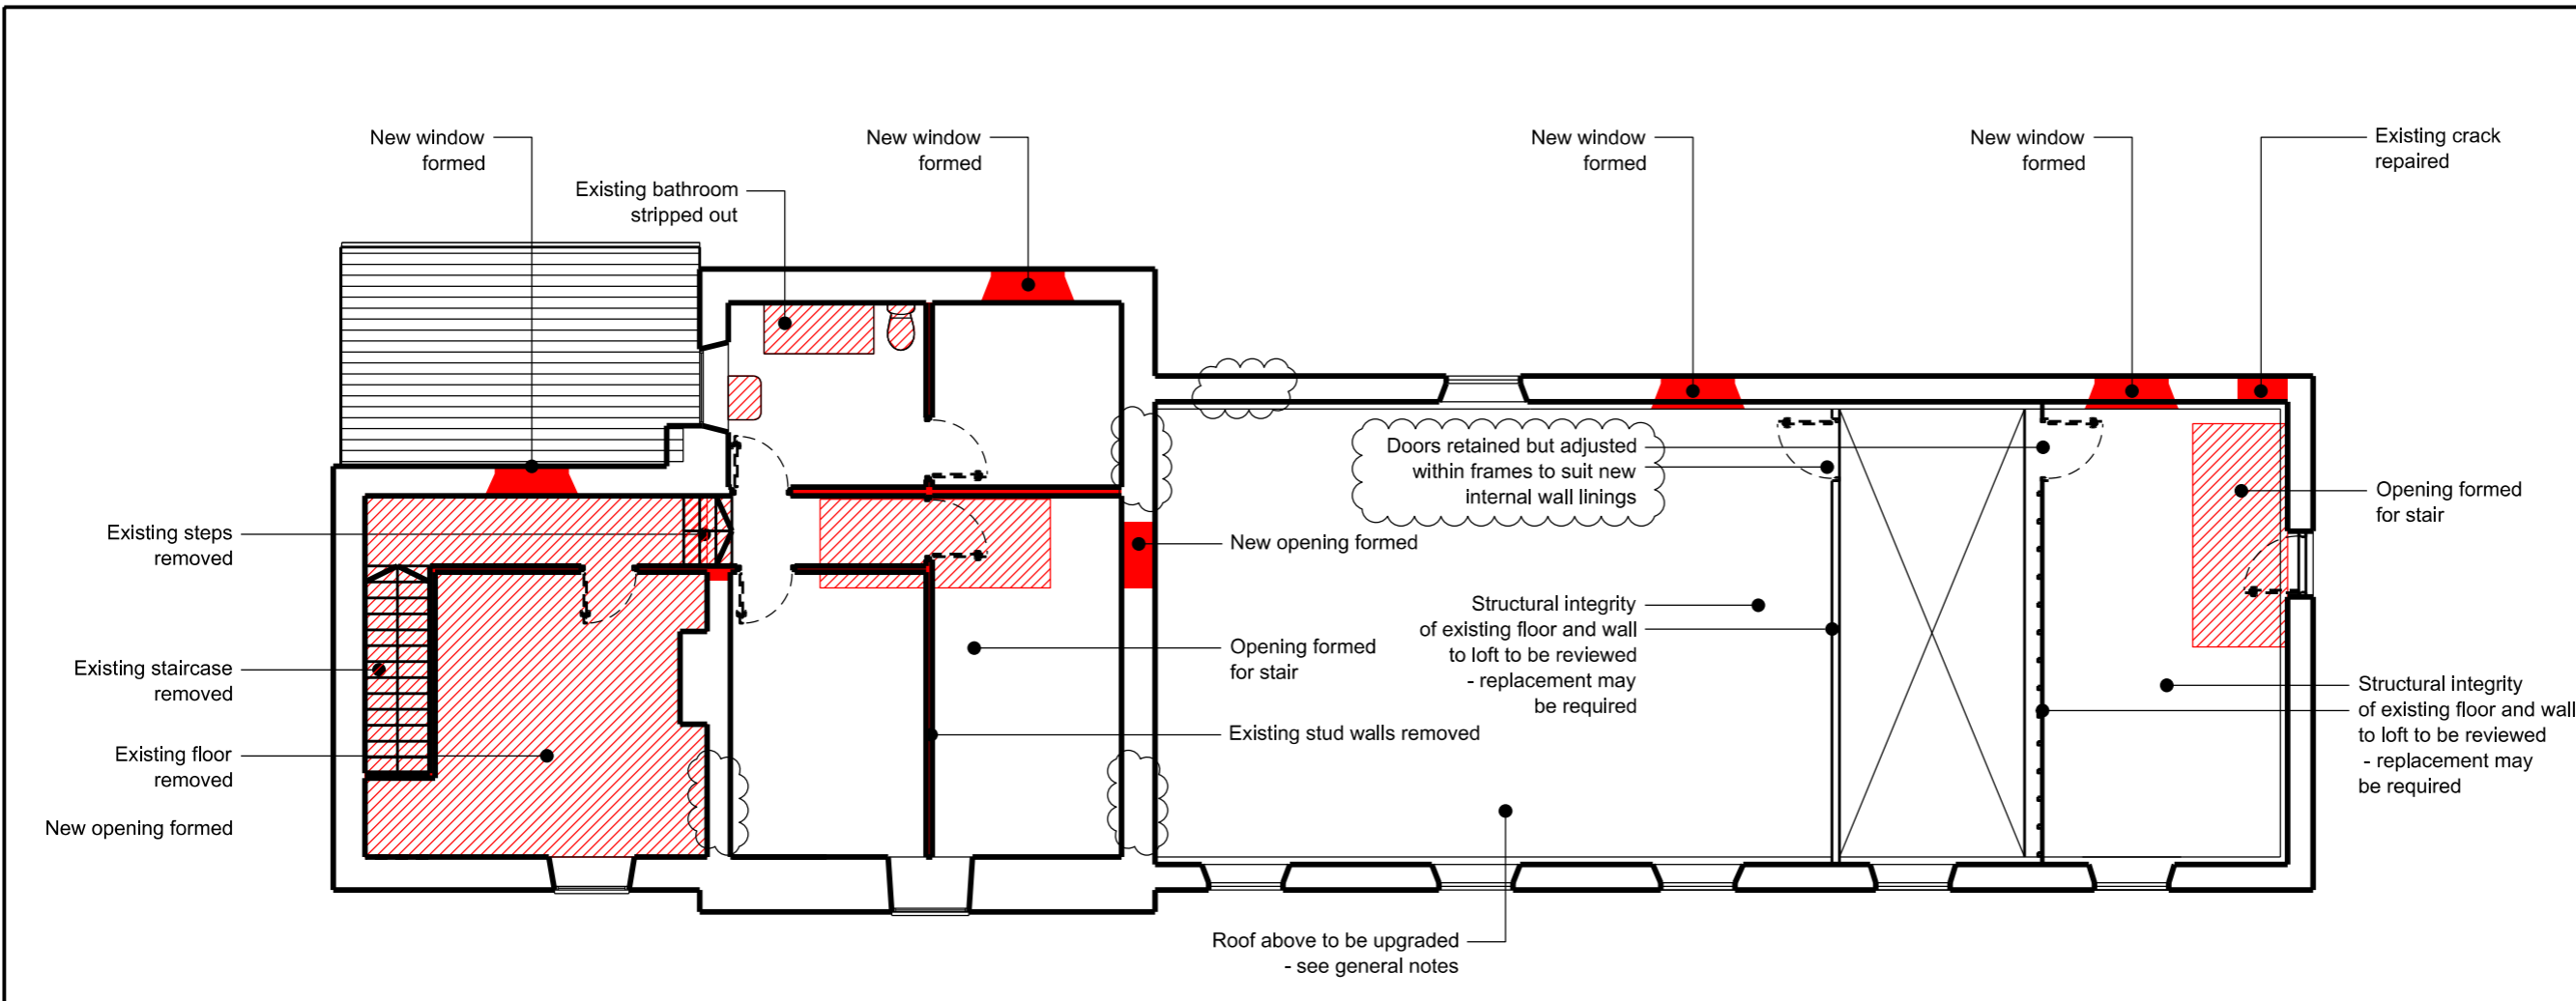 New window
formed
New window
formed
New window
formed
New window
formed
Existing crack
repaired
Existing bathroom
stripped out
Doors retained but adjusted
within frames to suit new
internal wall linings
Opening formed
for stair
Existing steps
removed
New opening formed
Structural integrity
of existing floor and wall
to loft to be reviewed
- replacement may
be required
Opening formed
for stair
Existing staircase
removed
Structural integrity
of existing floor and wall
to loft to be reviewed
- replacement may
be required
Existing stud walls removed
Existing floor
removed
New opening formed
Roof above to be upgraded
- see general notes